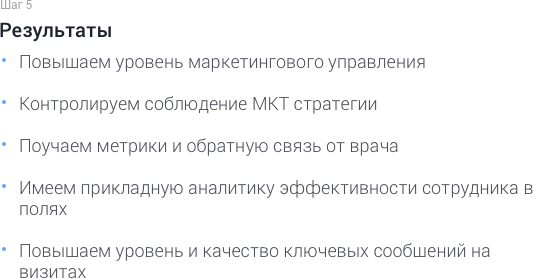 Шаг 5
Результаты
• Повышаем уровень маркетингового управления
• Контролируем соблюдение МКТ стратегии
• Поучаем метрики и обратную связь от врача
• Имеем прикладную аналитику эффективности сотрудника в
полях
• Повышаем уровень и качество ключевых сообшений на
визитах